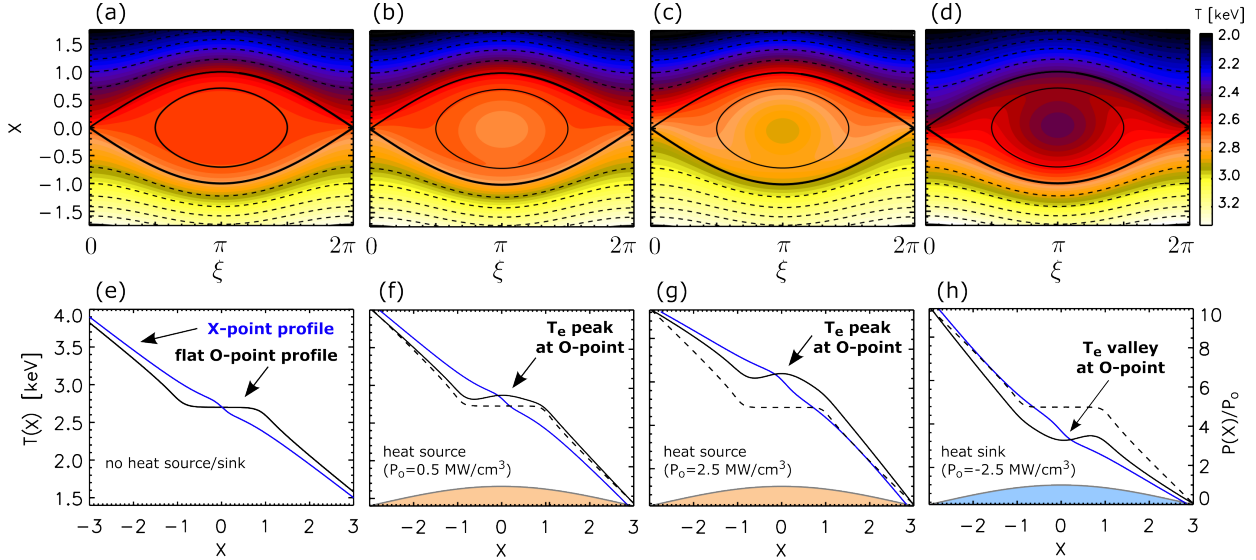 (a)
(b)
(c)
(d)
T [keV]
1.5
1.0
0.5
0.0
−0.5
−1.0
−1.5
X
2.0
2.2
2.4
2.6
2.8
3.0
3.2
0 π 2π
0 π 2π
0 π 2π
0 π 2π
ξ
ξ
ξ
ξ
(e)
(f)
(g)
(h)
4.0
3.5
3.0
2.5
2.0
1.5
T(X) [keV]
X-point profile
flat O-point profile
no heat source/sink
Te peak
at O-point
heat source
(Po=0.5 MW/cm³)
Te peak
at O-point
heat source
(Po=2.5 MW/cm³)
Te valley
at O-point
heat sink
(Po=-2.5 MW/cm³)
10
8
6
4
2
0
P(X)/Po
−3 −2 −1 0 1 2 3
−2 −1 0 1 2 3
−2 −1 0 1 2 3
−2 −1 0 1 2 3
X
X
X
X